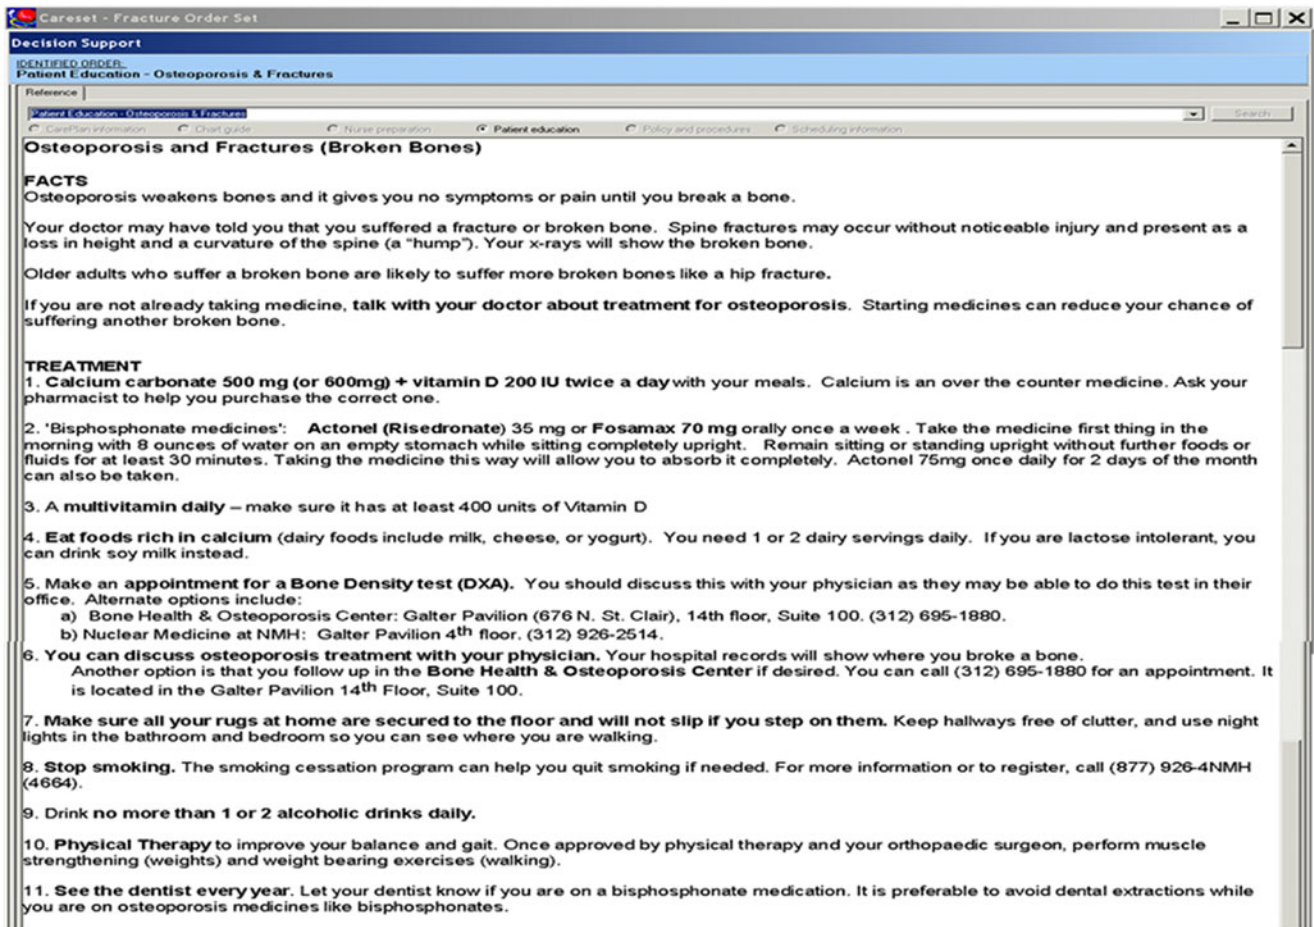 Careset - Fracture Order Set
Decision Support
IDENTIFIED ORDER:
Patient Education - Osteoporosis & Fractures
Reference
Patient Education - Osteoporosis & Fractures
Search
CarePlan information Chart guide Nurse preparation Patient education Policy and procedures Scheduling information
Osteoporosis and Fractures (Broken Bones)
FACTS
Osteoporosis weakens bones and it gives you no symptoms or pain until you break a bone.
Your doctor may have told you that you suffered a fracture or broken bone. Spine fractures may occur without noticeable injury and present as a
loss in height and a curvature of the spine (a “hump”). Your x-rays will show the broken bone.
Older adults who suffer a broken bone are likely to suffer more broken bones like a hip fracture.
If you are not already taking medicine, talk with your doctor about treatment for osteoporosis. Starting medicines can reduce your chance of
suffering another broken bone.
TREATMENT
1. Calcium carbonate 500 mg (or 600mg) + vitamin D 200 IU twice a day with your meals. Calcium is an over the counter medicine. Ask your
pharmacist to help you purchase the correct one.
2. 'Bisphosphonate medicines': Actonel (Risedronate) 35 mg or Fosamax 70 mg orally once a week . Take the medicine first thing in the
morning with 8 ounces of water on an empty stomach while sitting completely upright. Remain sitting or standing upright without further foods or
fluids for at least 30 minutes. Taking the medicine this way will allow you to absorb it completely. Actonel 75mg once daily for 2 days of the month
can also be taken.
3. A multivitamin daily – make sure it has at least 400 units of Vitamin D
4. Eat foods rich in calcium (dairy foods include milk, cheese, or yogurt). You need 1 or 2 dairy servings daily. If you are lactose intolerant, you
can drink soy milk instead.
5. Make an appointment for a Bone Density test (DXA). You should discuss this with your physician as they may be able to do this test in their
office. Alternate options include:
a) Bone Health & Osteoporosis Center: Galter Pavilion (676 N. St. Clair), 14th floor, Suite 100. (312) 695-1880.
b) Nuclear Medicine at NMH: Galter Pavilion 4th floor. (312) 926-2514.
6. You can discuss osteoporosis treatment with your physician. Your hospital records will show where you broke a bone.
Another option is that you follow up in the Bone Health & Osteoporosis Center if desired. You can call (312) 695-1880 for an appointment. It
is located in the Galter Pavilion 14th Floor, Suite 100.
7. Make sure all your rugs at home are secured to the floor and will not slip if you step on them. Keep hallways free of clutter, and use night
lights in the bathroom and bedroom so you can see where you are walking.
8. Stop smoking. The smoking cessation program can help you quit smoking if needed. For more information or to register, call (877) 926-4NMH
(4664).
9. Drink no more than 1 or 2 alcoholic drinks daily.
10. Physical Therapy to improve your balance and gait. Once approved by physical therapy and your orthopaedic surgeon, perform muscle
strengthening (weights) and weight bearing exercises (walking).
11. See the dentist every year. Let your dentist know if you are on a bisphosphonate medication. It is preferable to avoid dental extractions while
you are on osteoporosis medicines like bisphosphonates.